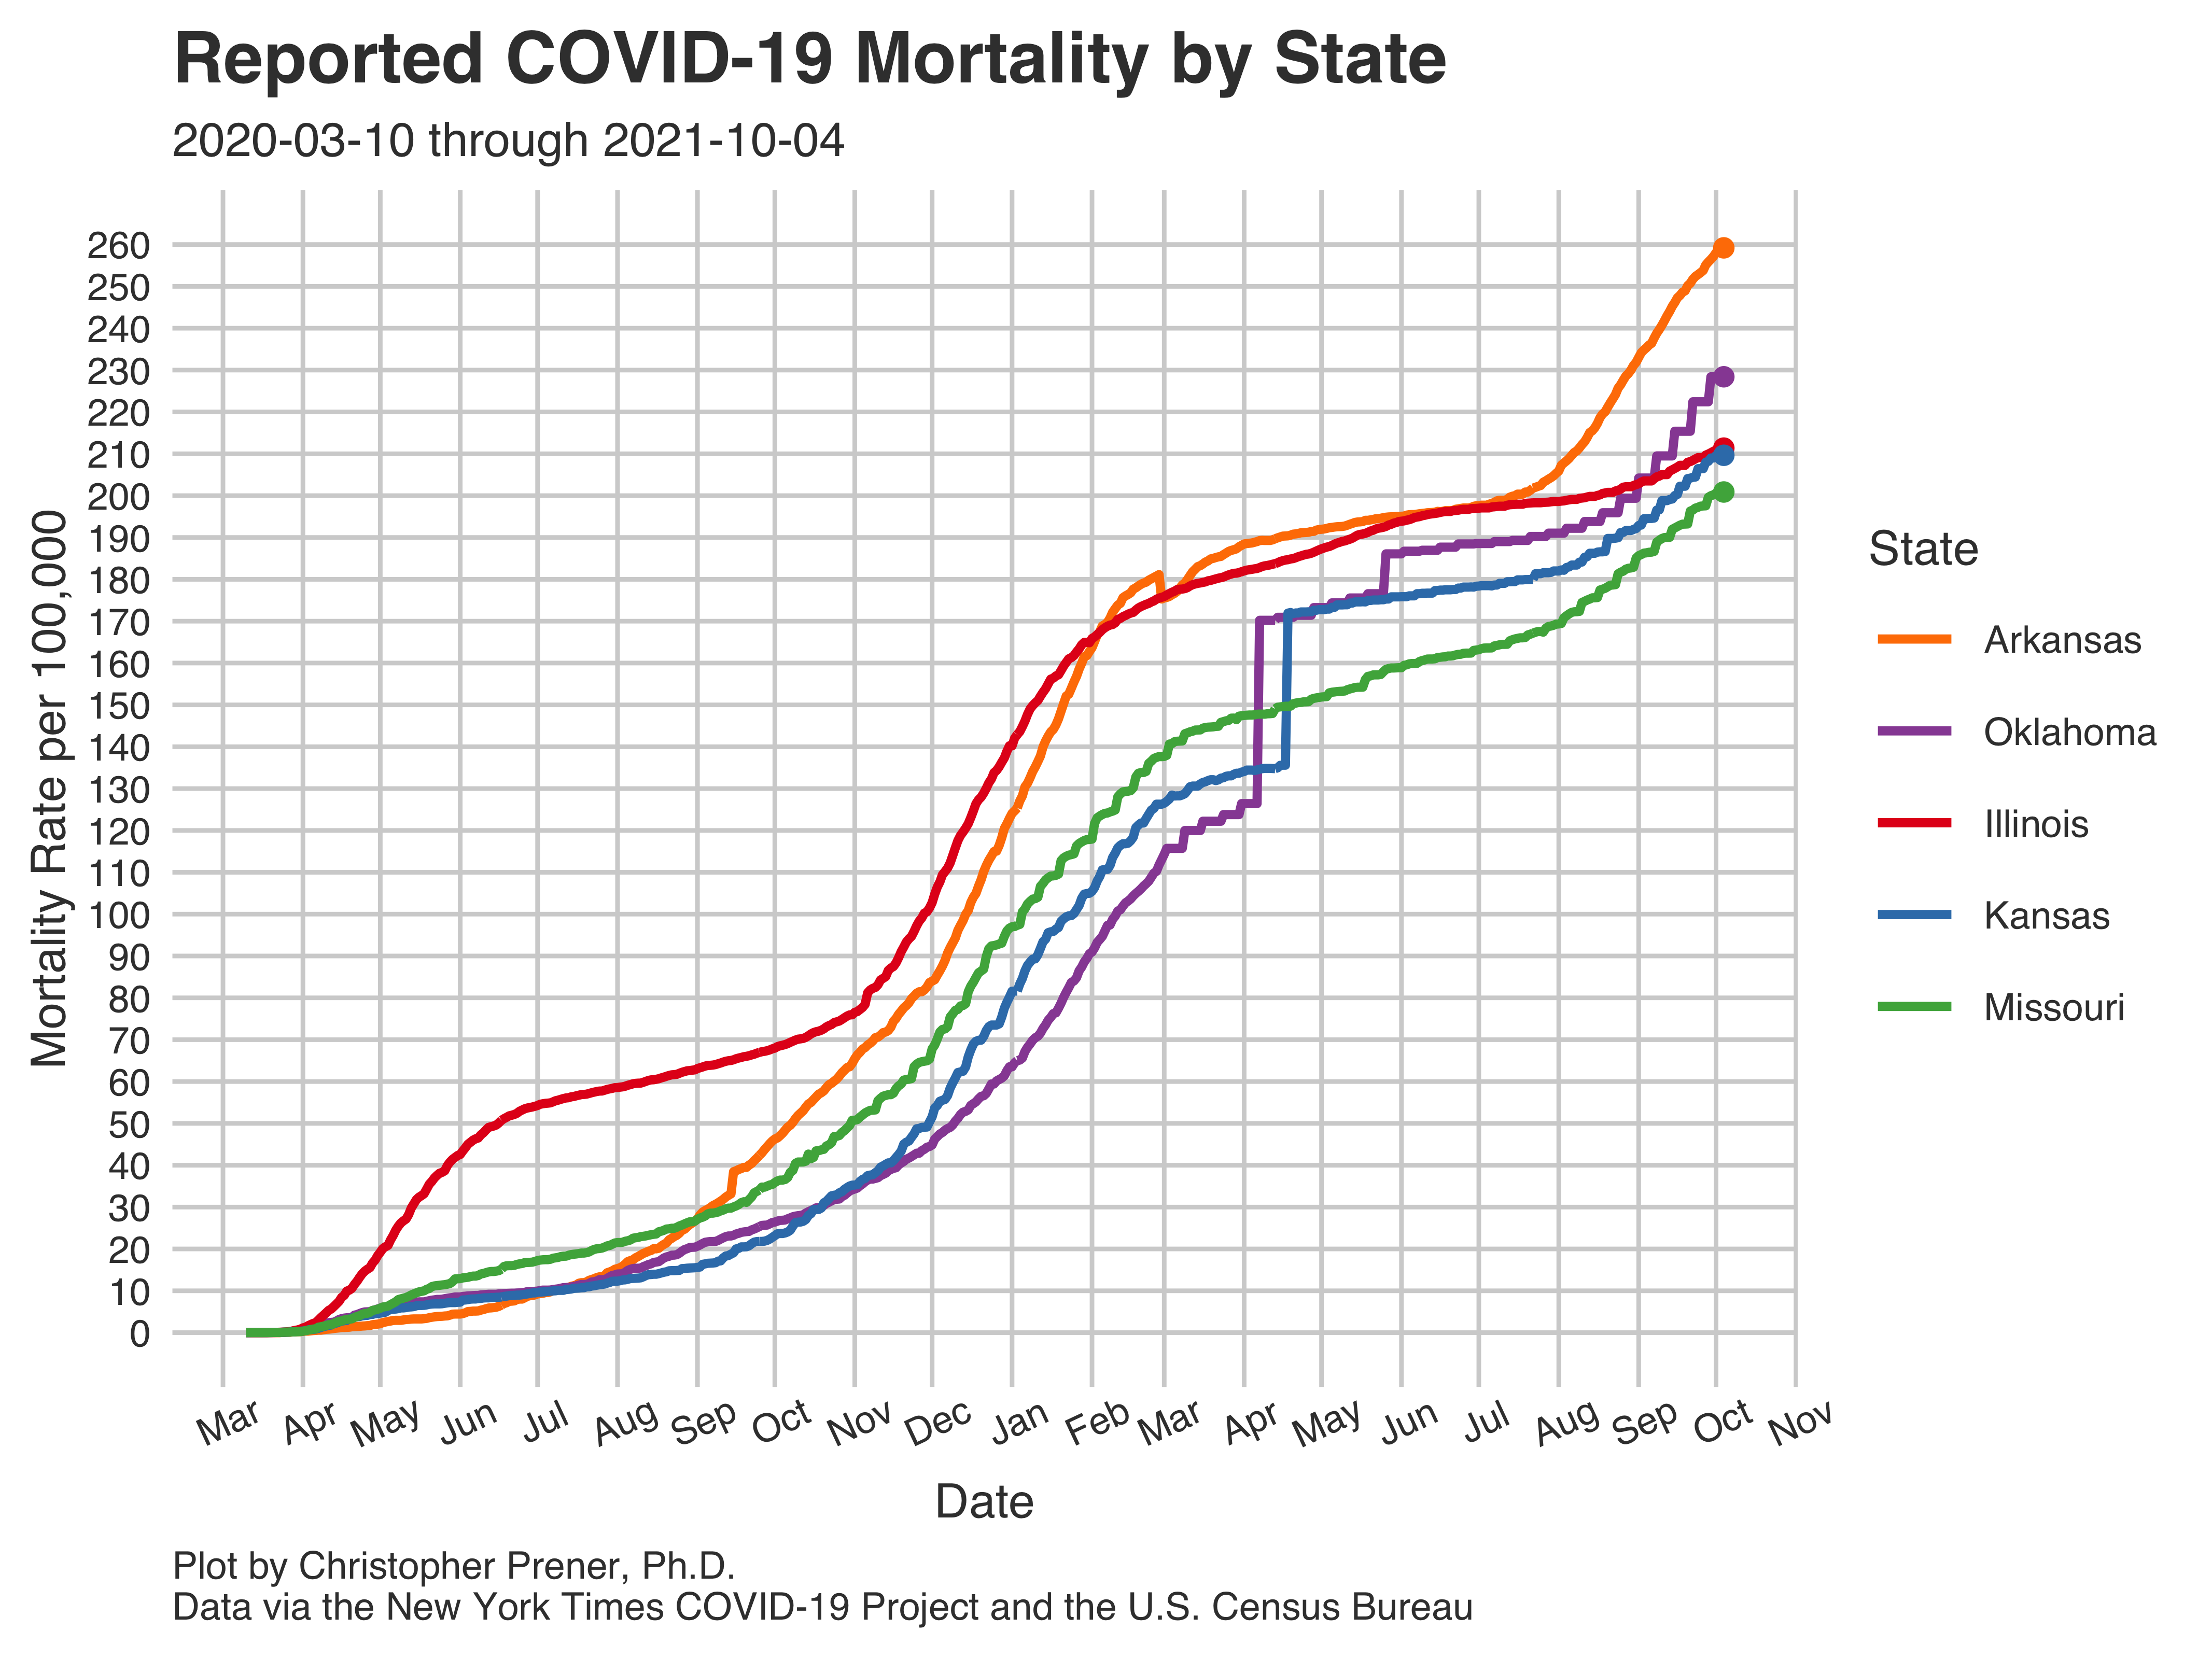 Reported COVID-19 Mortality by State
2020-03-10 through 2021-10-04
Mortality Rate per 100,000
260
250
240
230
220
210
200
190
180
170
160
150
140
130
120
110
100
90
80
70
60
50
40
30
20
10
0
Mar Apr May Jun Jul Aug Sep Oct Nov Dec Jan Feb Mar Apr May Jun Jul Aug Sep Oct Nov
Date
State
Arkansas
Oklahoma
Illinois
Kansas
Missouri
Plot by Christopher Prener, Ph.D.
Data via the New York Times COVID-19 Project and the U.S. Census Bureau